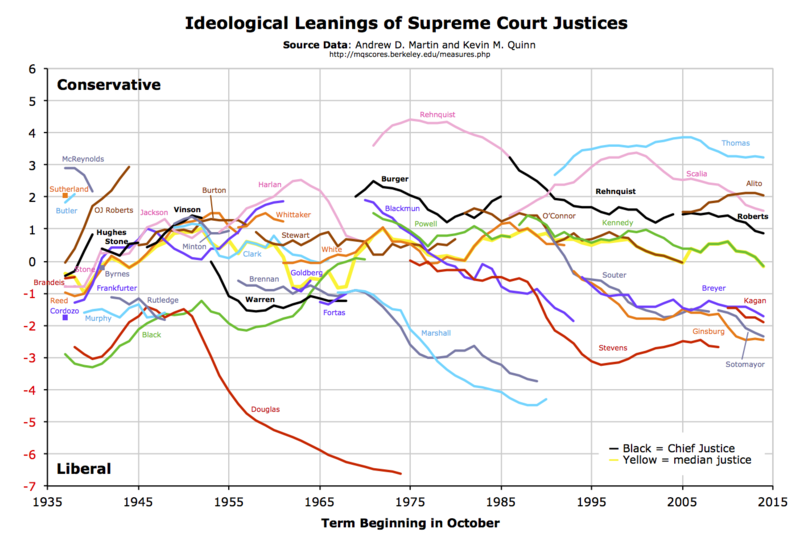 Ideological Leanings of Supreme Court Justices
Source Data: Andrew D. Martin and Kevin M. Quinn
http://mqscores.berkeley.edu/measures.php
6
Conservative
5
4
Rehnquist
Thomas
McReynolds
3
Scalia
Sutherland
Burton
Harlan
Burger
Rehnquist
Alito
2
Butler
OJ Roberts
Jackson
Vinson
Whittaker
Blackmun
O'Connor
Roberts
1
Hughes
Stone
Minton
Clark
Stewart
White
Powell
Kennedy
0
Stone
Byrnes
Brandeis
Frankfurter
Brennan
Goldberg
Souter
Breyer
-1
Reed
Cordozo
Murphy
Rutledge
Warren
Fortas
Kagan
-2
Black
Marshall
Ginsburg
Stevens
-3
Sotomayor
-4
Douglas
-5
-6
Black = Chief Justice
Yellow = median justice
Liberal
-7
1935 1945 1955 1965 1975 1985 1995 2005 2015
Term Beginning in October